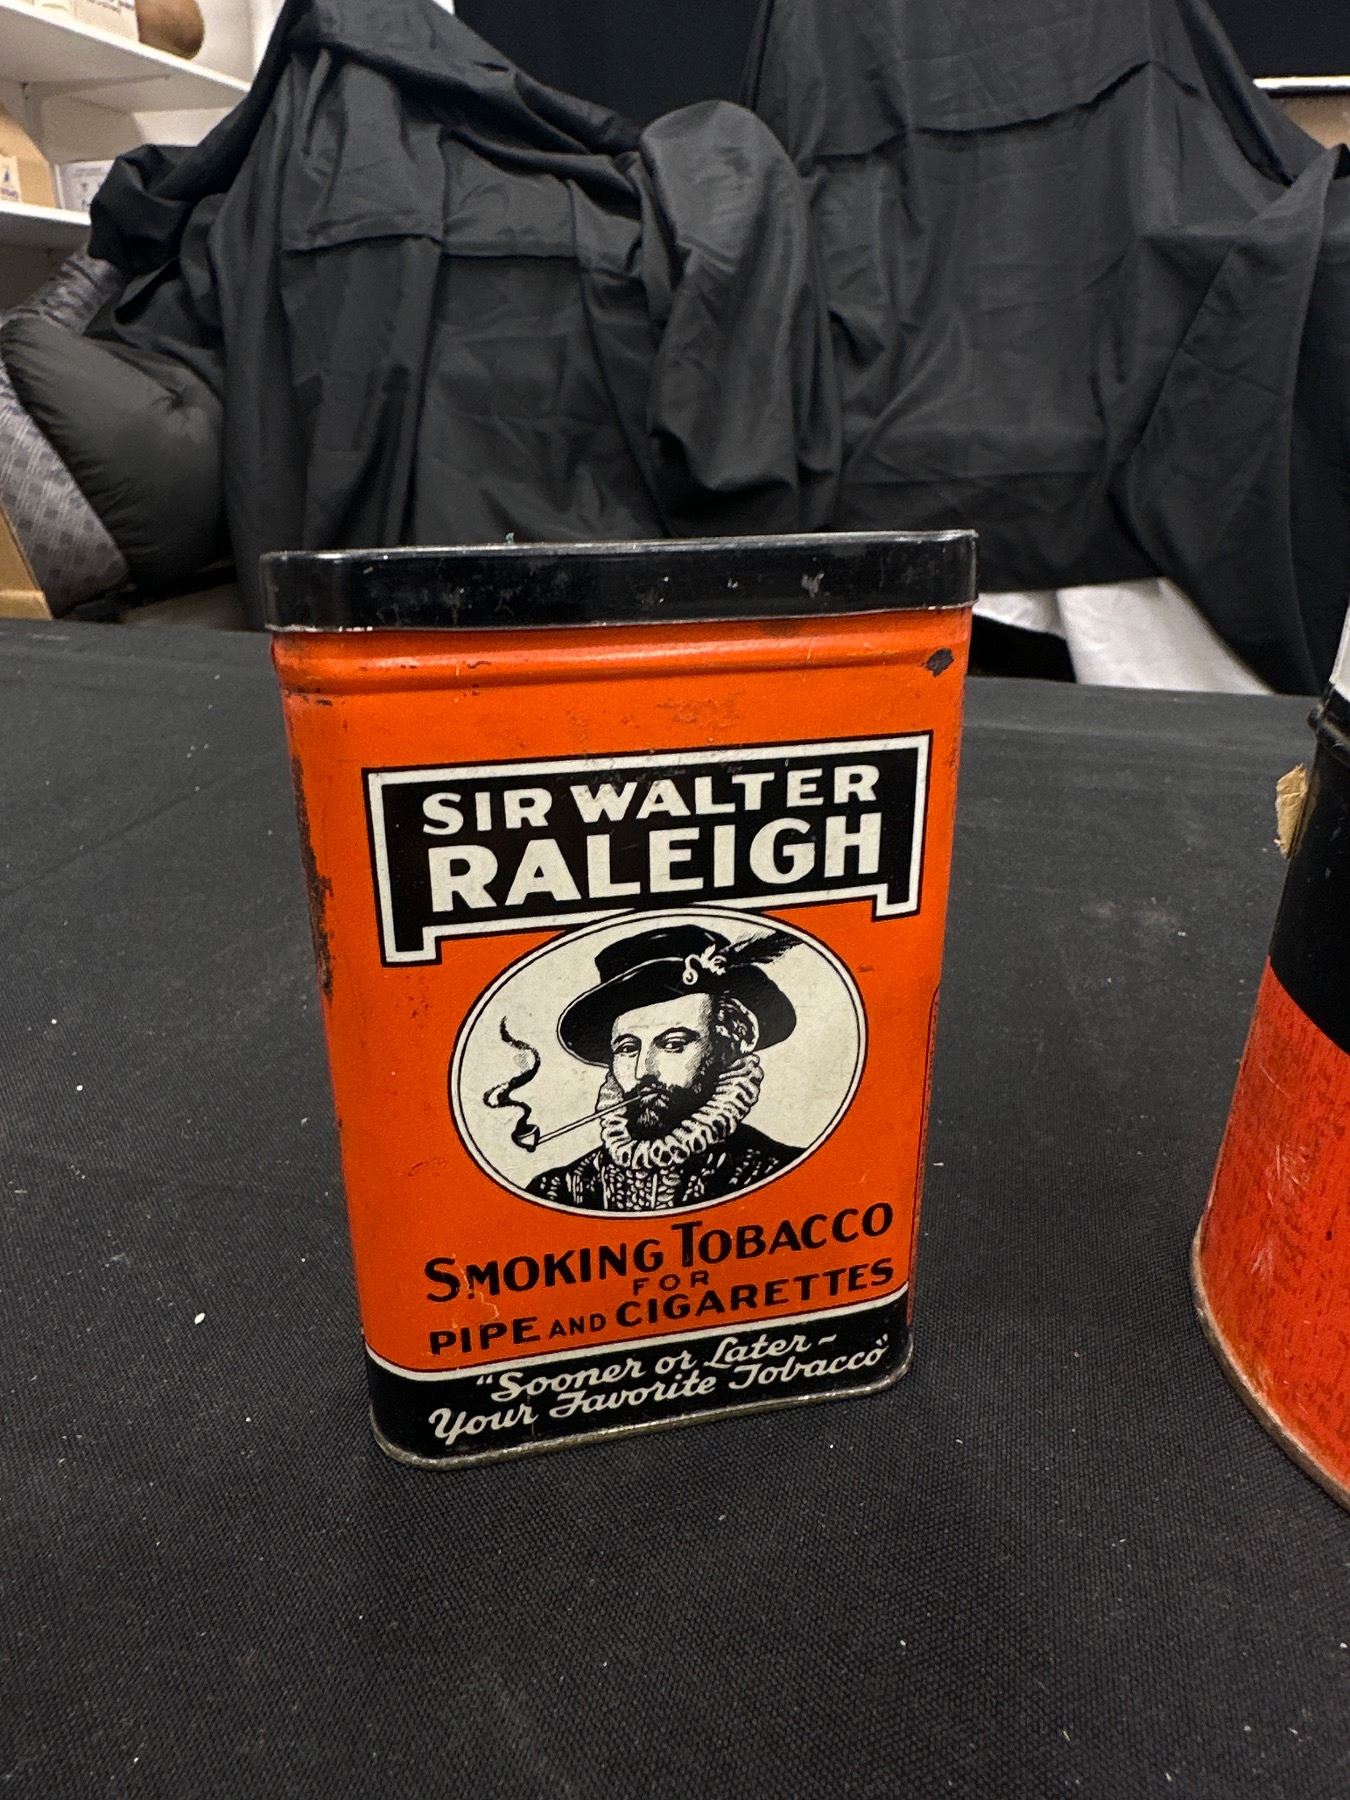 SIR WALTER
RALEIGH
SMOKING TOBACCO
FOR
PIPE AND CIGARETTES
"Sooner or Later~
Your Favorite Tobacco"